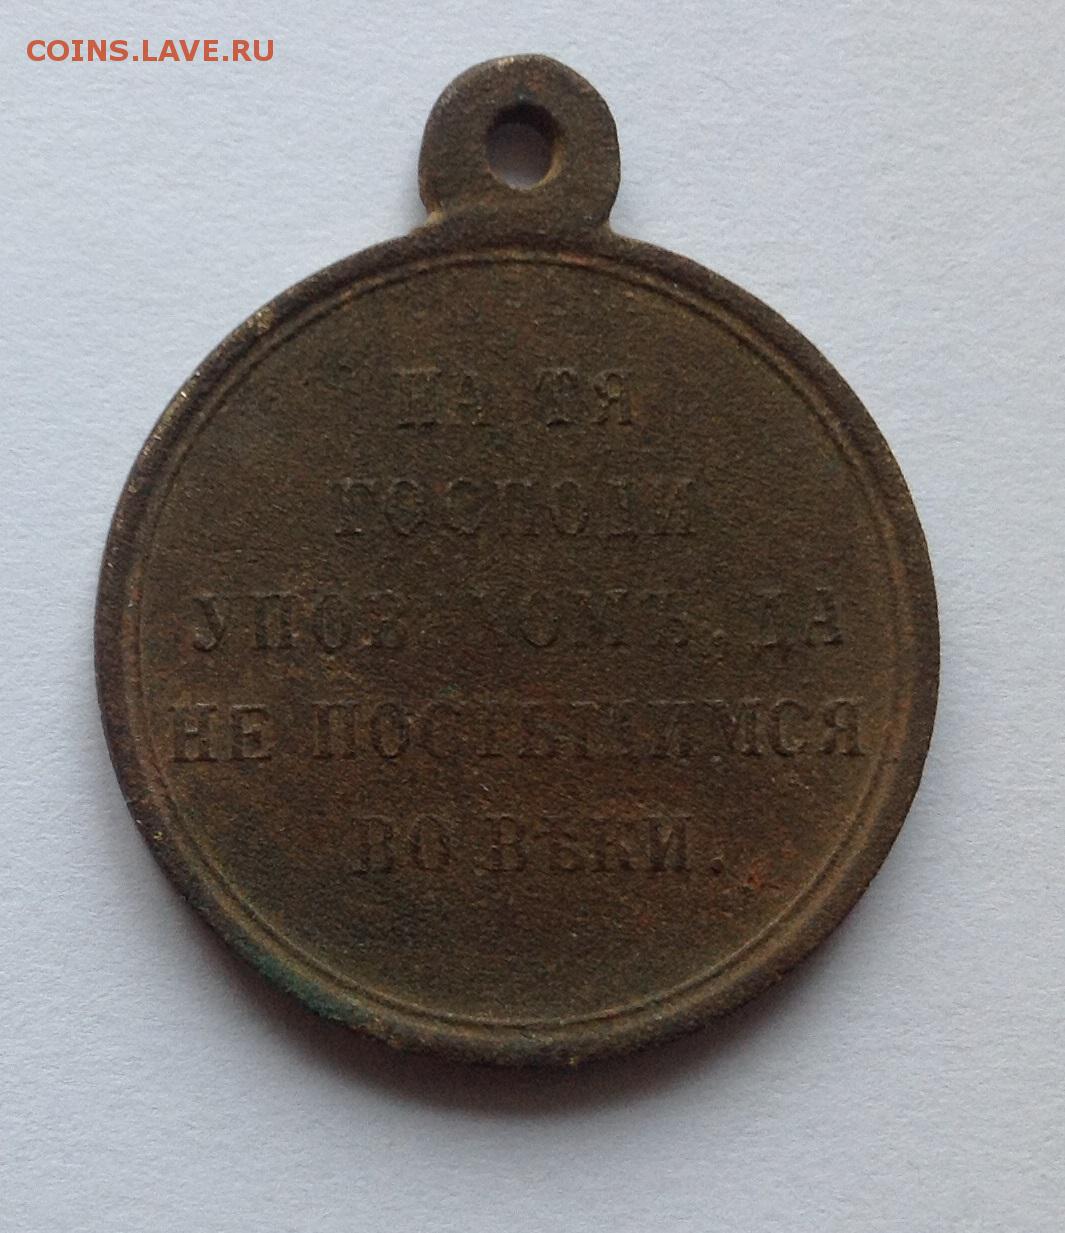 COINS.LAVE.RU
НА ТЯ
ГОСПОДИ
УПОВАХОМЪ, ДА
НЕ ПОСТЫДИМСЯ
ВО ВѢКИ.